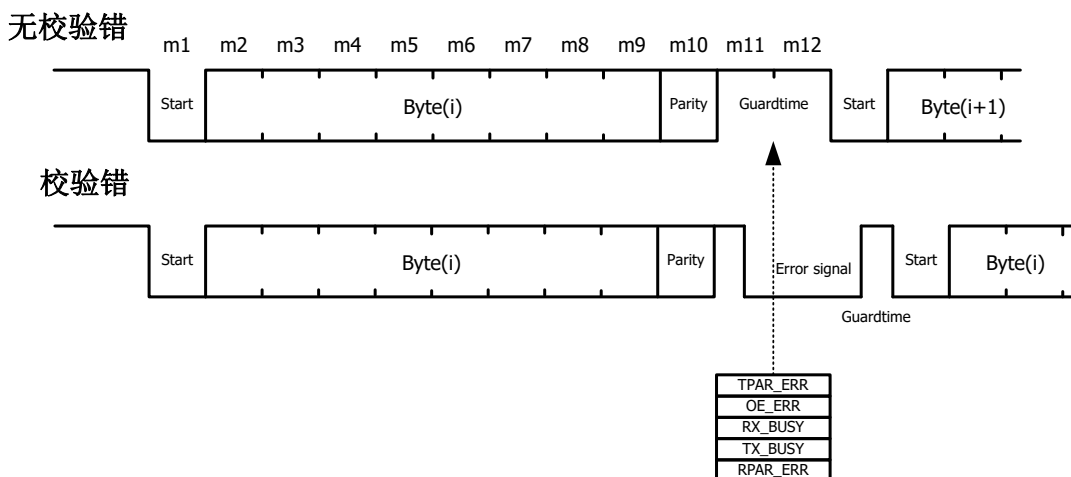 无校验错
m1 m2 m3 m4 m5 m6 m7 m8 m9 m10 m11 m12
Start Byte(i) Parity Guardtime Start Byte(i+1)
校验错
Start Byte(i) Parity Error signal Start Byte(i)
Guardtime
TPAR_ERR
OE_ERR
RX_BUSY
TX_BUSY
RPAR_ERR